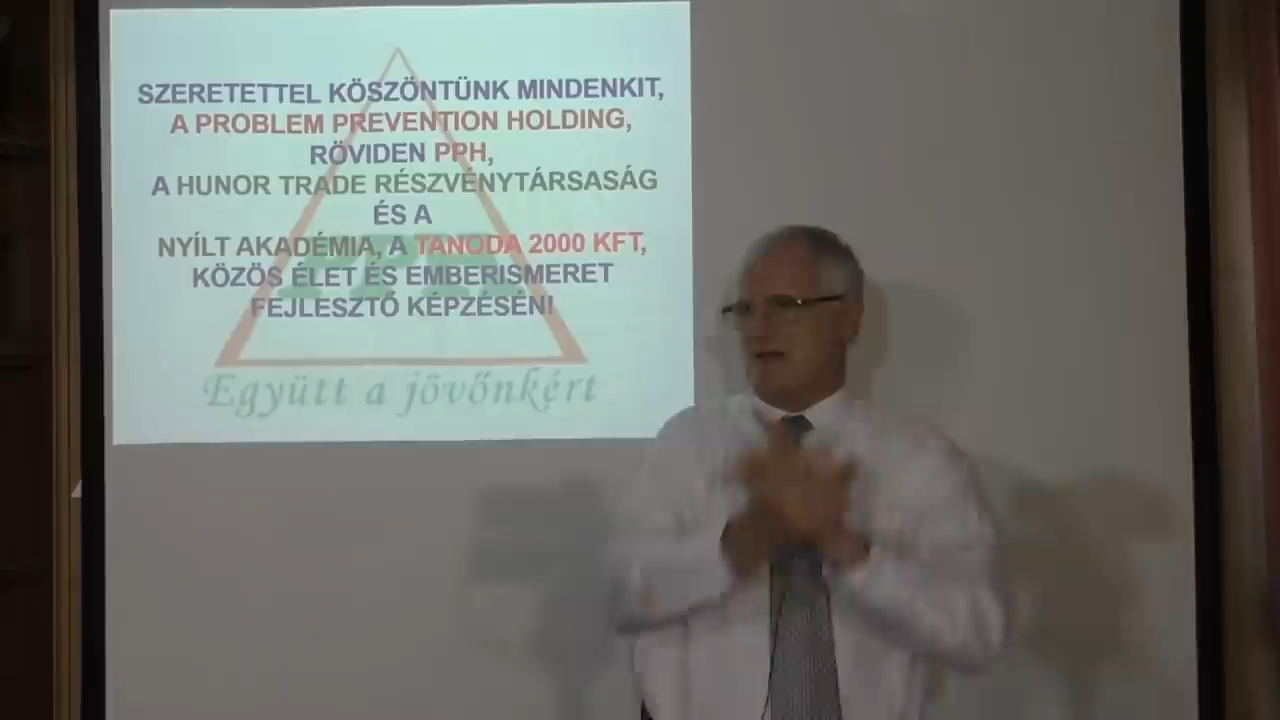 SZERETETTEL KÖSZÖNTÜNK MINDENKIT,
A PROBLEM PREVENTION HOLDING,
RÖVIDEN PPH,
A HUNOR TRADE RÉSZVÉNYTÁRSASÁG
ÉS A
NYÍLT AKADÉMIA, A TANODA 2000 KFT,
KÖZÖS ÉLET ÉS EMBERISMERET
FEJLESZTŐ KÉPZÉSÉN!
Együtt a jövőnkért